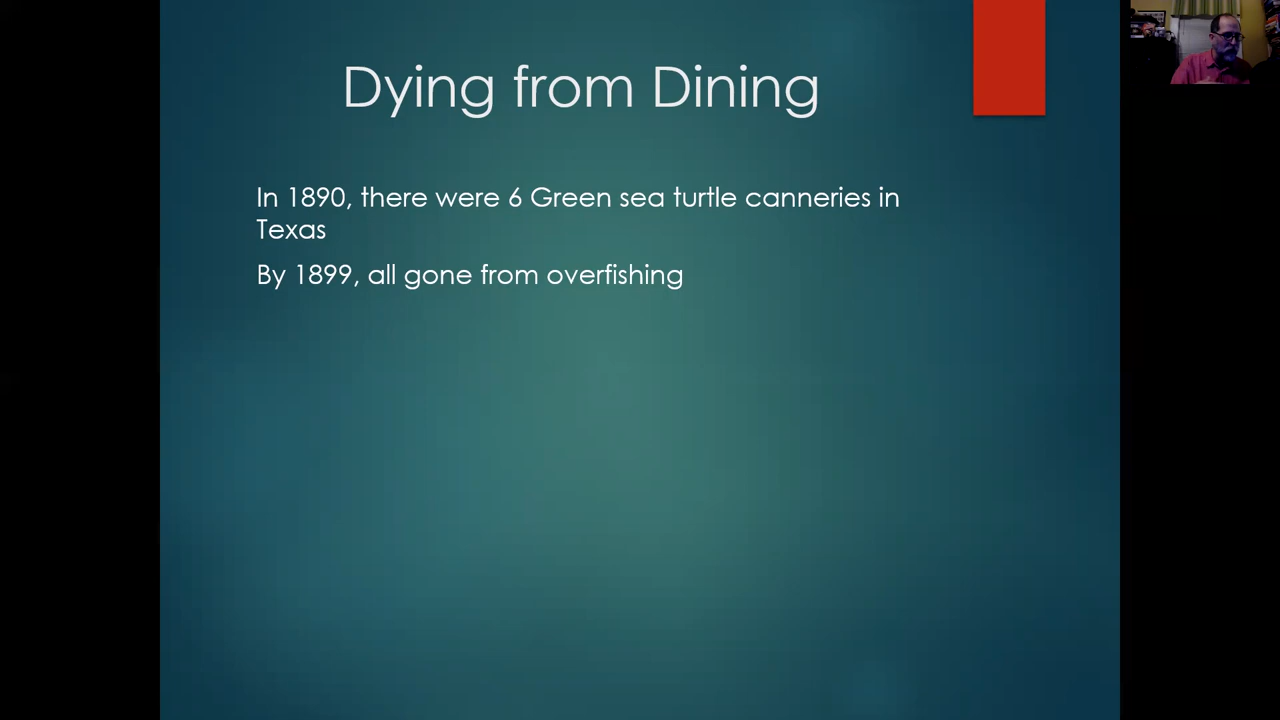 Dying from Dining
In 1890, there were 6 Green sea turtle canneries in
Texas
By 1899, all gone from overfishing